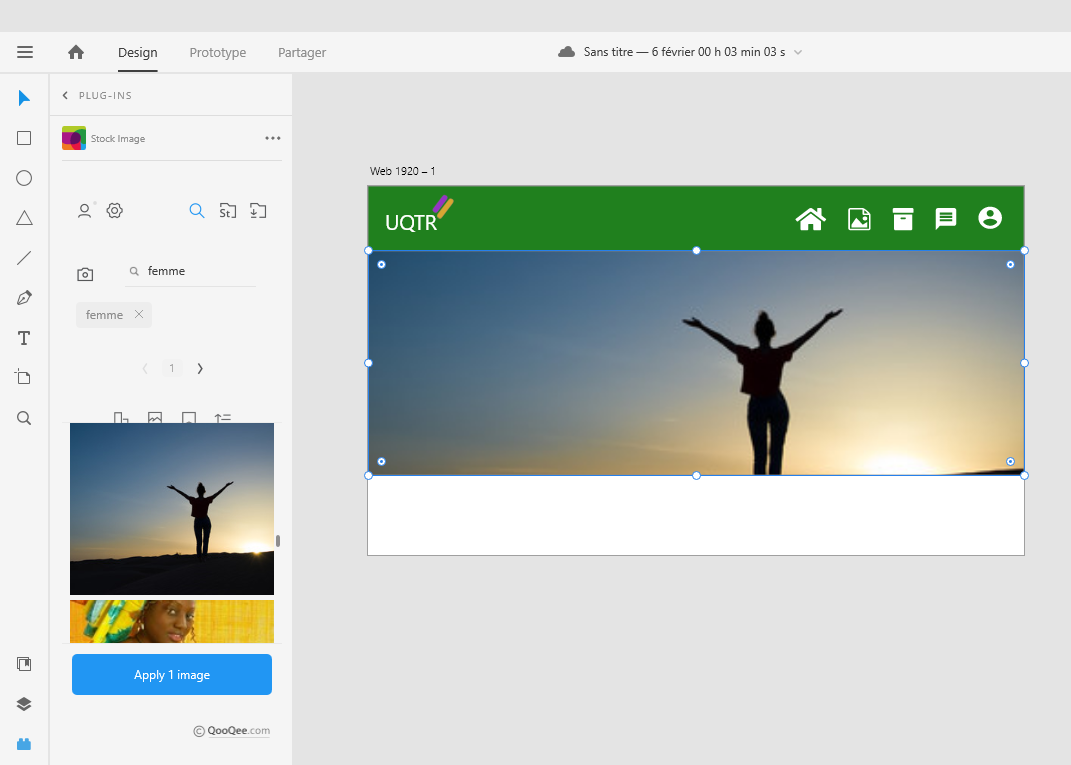 Design Prototype Partager
Sans titre — 6 février 00 h 03 min 03 s
PLUG-INS
Stock Image
St
femme
femme
1
Apply 1 image
© QooQee.com
T
Web 1920 – 1
UQTR